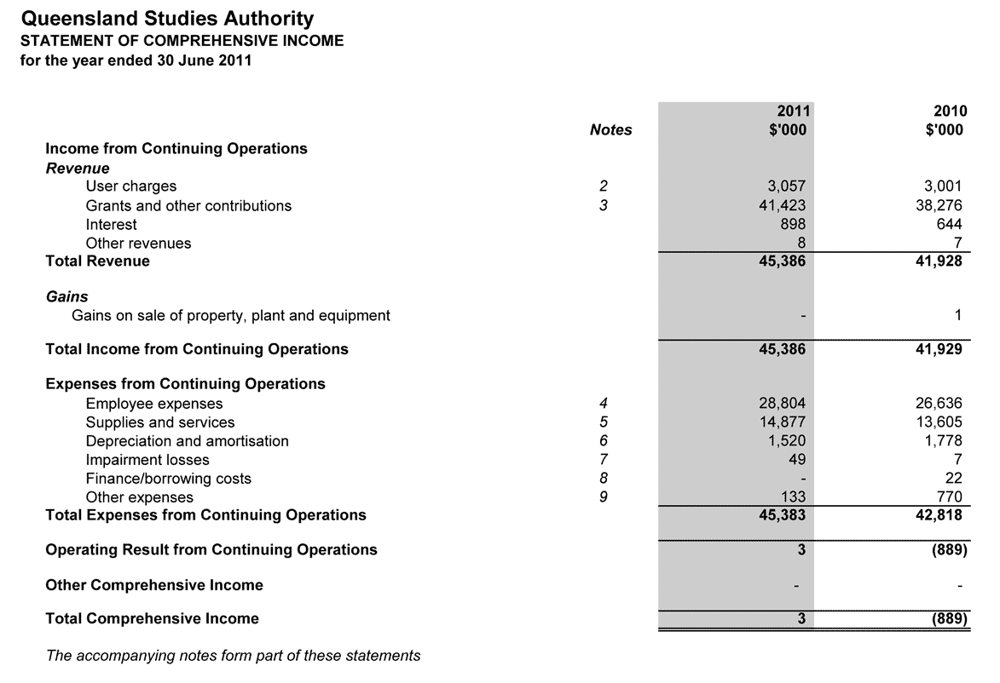 Queensland Studies Authority
STATEMENT OF COMPREHENSIVE INCOME
for the year ended 30 June 2011
2011 2010
Notes $'000 $'000
Income from Continuing Operations
Revenue
User charges 2 3,057 3,001
Grants and other contributions 3 41,423 38,276
Interest 898 644
Other revenues 8 7
Total Revenue 45,386 41,928
Gains
Gains on sale of property, plant and equipment - 1
Total Income from Continuing Operations 45,386 41,929
Expenses from Continuing Operations
Employee expenses 4 28,804 26,636
Supplies and services 5 14,877 13,605
Depreciation and amortisation 6 1,520 1,778
Impairment losses 7 49 7
Finance/borrowing costs 8 - 22
Other expenses 9 133 770
Total Expenses from Continuing Operations 45,383 42,818
Operating Result from Continuing Operations 3 (889)
Other Comprehensive Income - -
Total Comprehensive Income 3 (889)
The accompanying notes form part of these statements